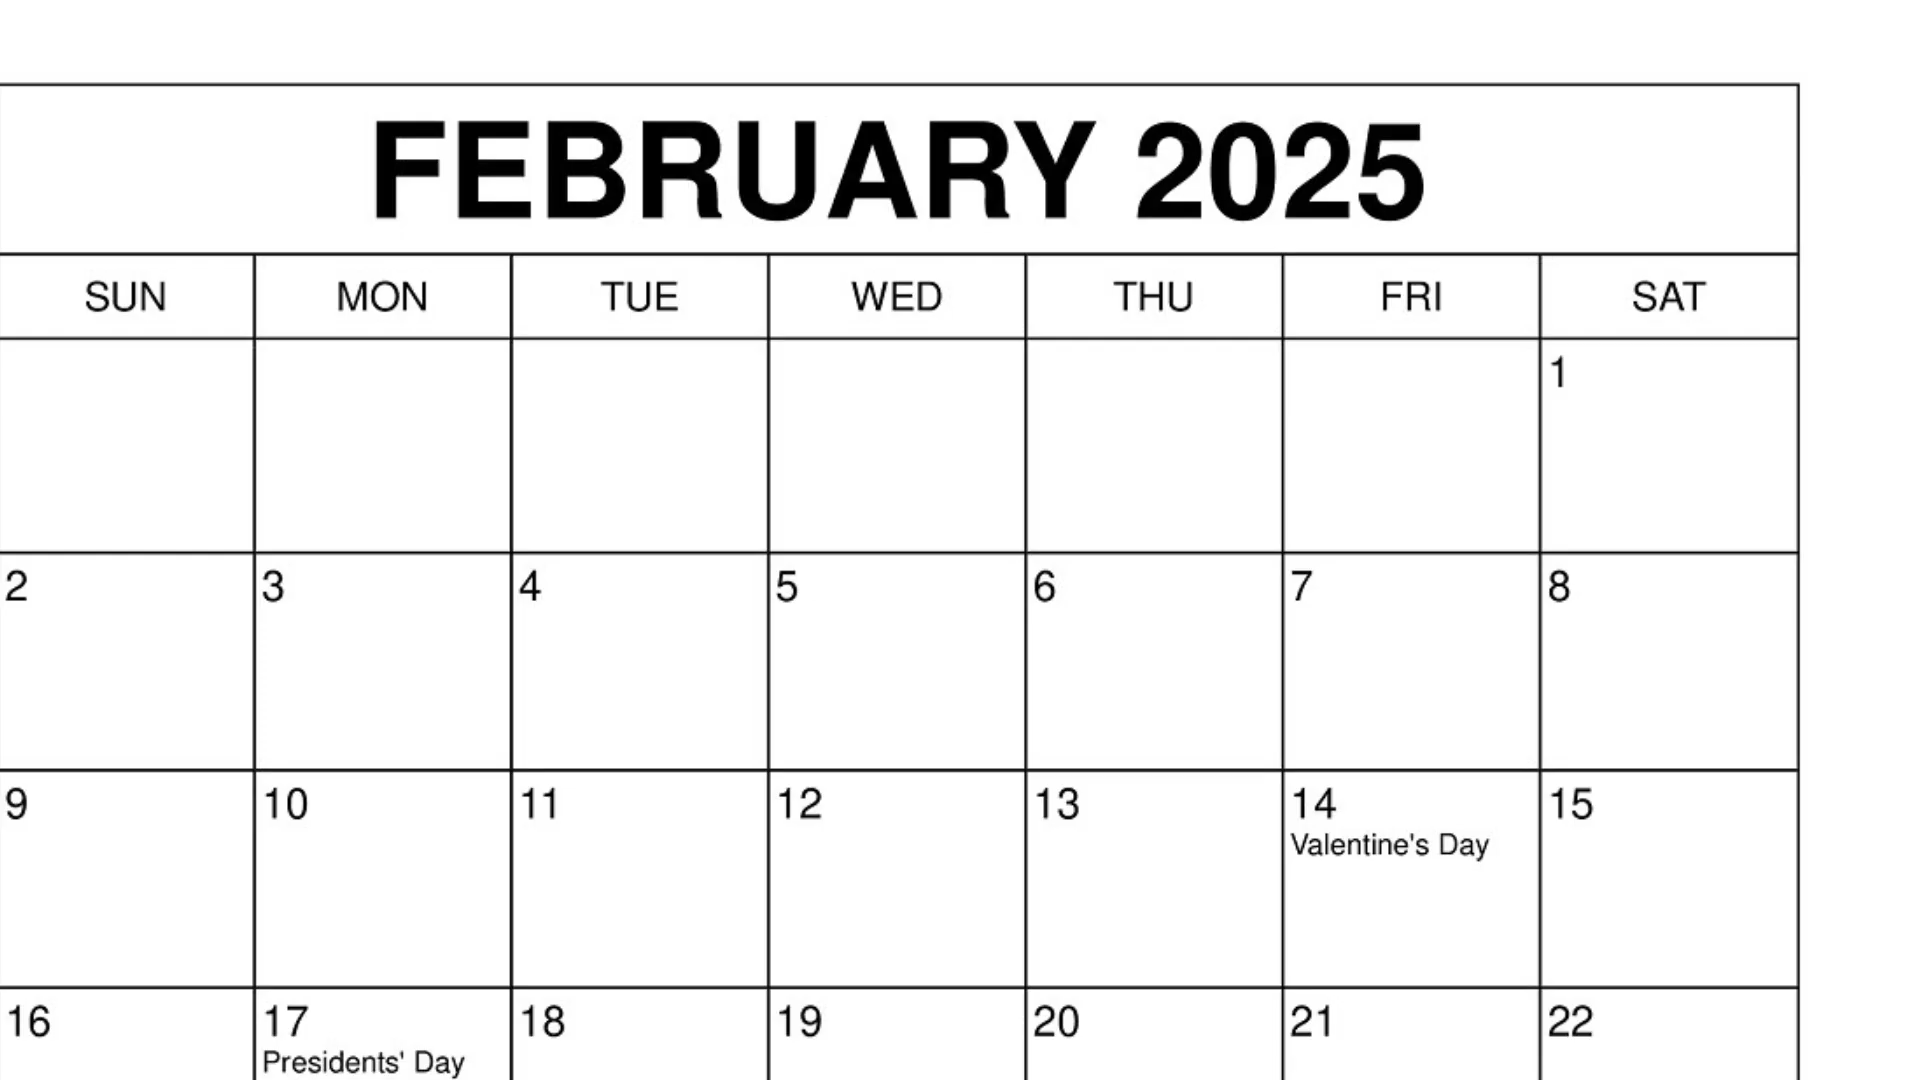 FEBRUARY 2025
SUN MON TUE WED THU FRI SAT
1
2 3 4 5 6 7 8
9 10 11 12 13 14 15
Valentine's Day
16 17 18 19 20 21 22
Presidents' Day